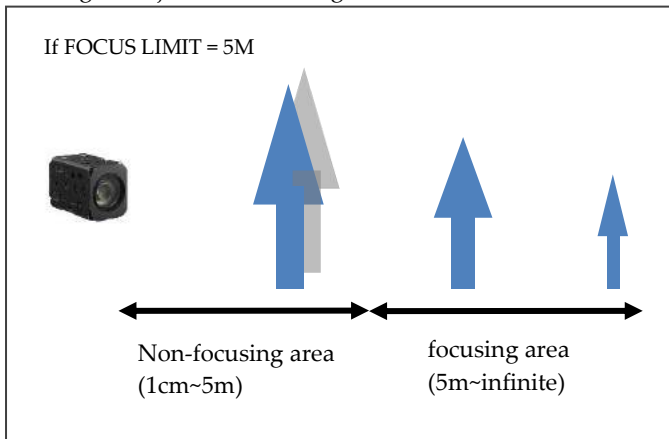 If FOCUS LIMIT = 5M
Non-focusing area
(1cm~5m)
focusing area
(5m~infinite)